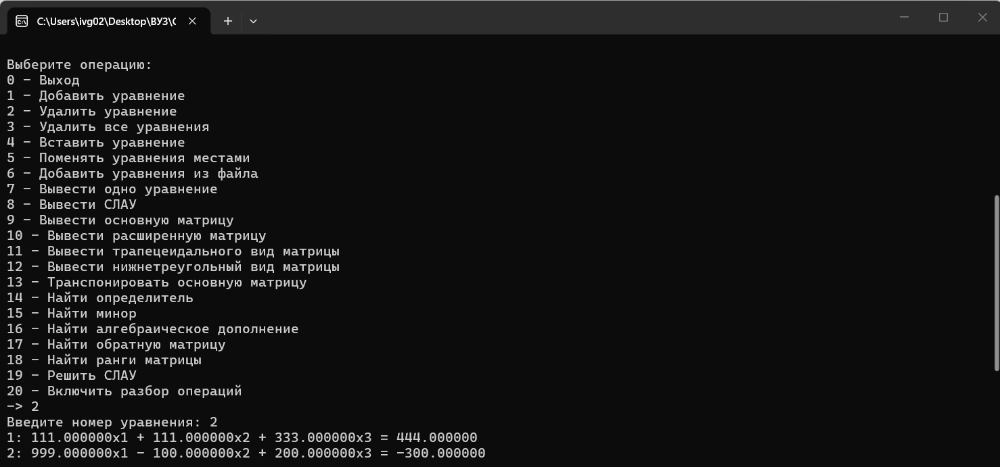 C:\Users\ivg02\Desktop\ВУЗ\С
Выберите операцию:
0 - Выход
1 - Добавить уравнение
2 - Удалить уравнение
3 - Удалить все уравнения
4 - Вставить уравнение
5 - Поменять уравнения местами
6 - Добавить уравнения из файла
7 - Вывести одно уравнение
8 - Вывести СЛАУ
9 - Вывести основную матрицу
10 - Вывести расширенную матрицу
11 - Вывести трапецеидального вид матрицы
12 - Вывести нижнетреугольный вид матрицы
13 - Транспонировать основную матрицу
14 - Найти определитель
15 - Найти минор
16 - Найти алгебраическое дополнение
17 - Найти обратную матрицу
18 - Найти ранги матрицы
19 - Решить СЛАУ
20 - Включить разбор операций
-> 2
Введите номер уравнения: 2
1: 111.000000x1 + 111.000000x2 + 333.000000x3 = 444.000000
2: 999.000000x1 - 100.000000x2 + 200.000000x3 = -300.000000